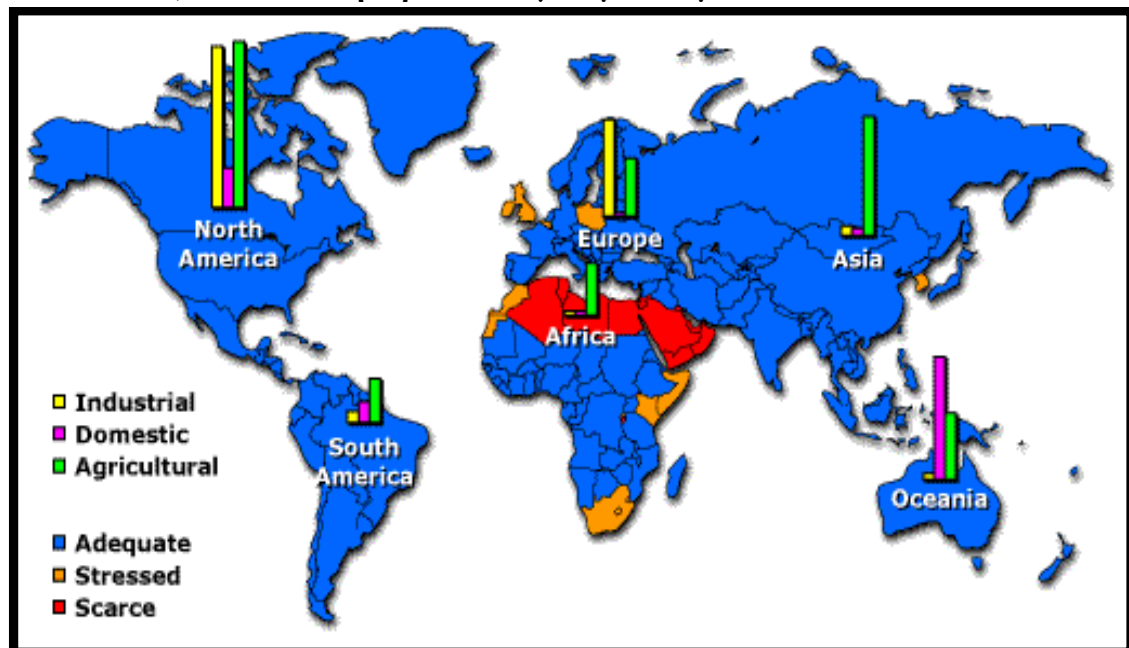 North
America
Europe
Asia
Africa
South
America
Oceania
Industrial
Domestic
Agricultural
Adequate
Stressed
Scarce